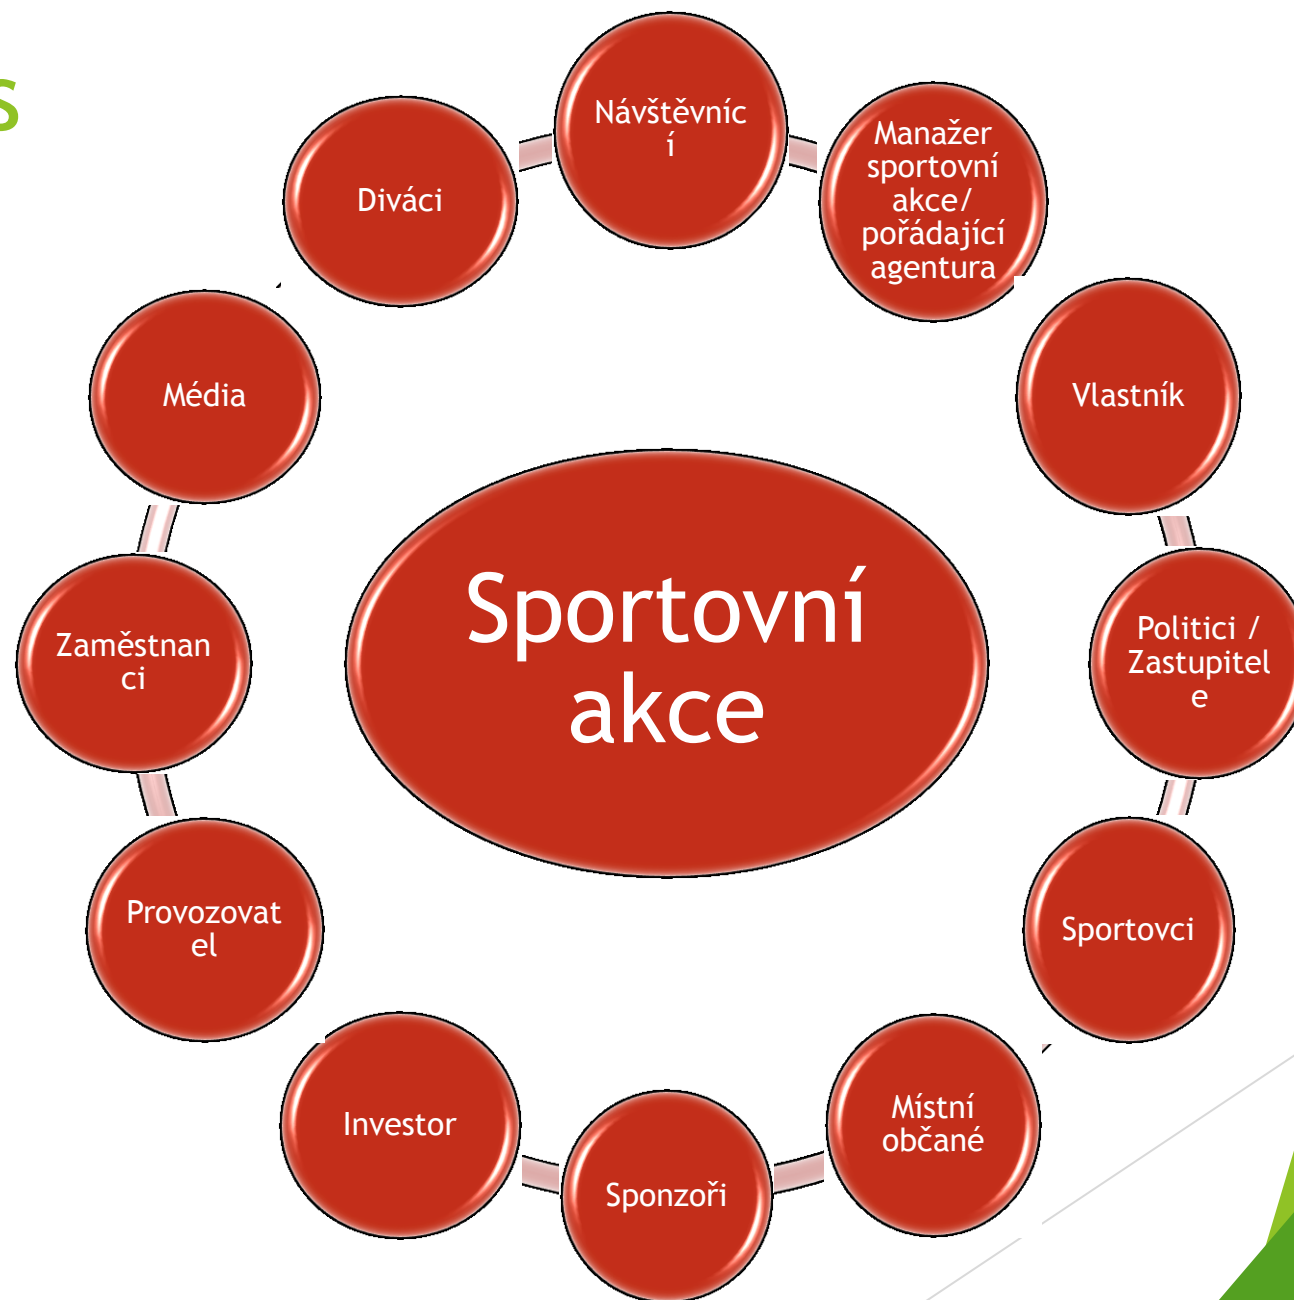 s
Návštěvníc
í
Manažer
sportovní
akce/
pořádající
agentura
Vlastník
Politici /
Zastupitel
e
Sportovci
Místní
občané
Sponzoři
Investor
Provozovat
el
Zaměstnan
ci
Média
Diváci
Sportovní
akce